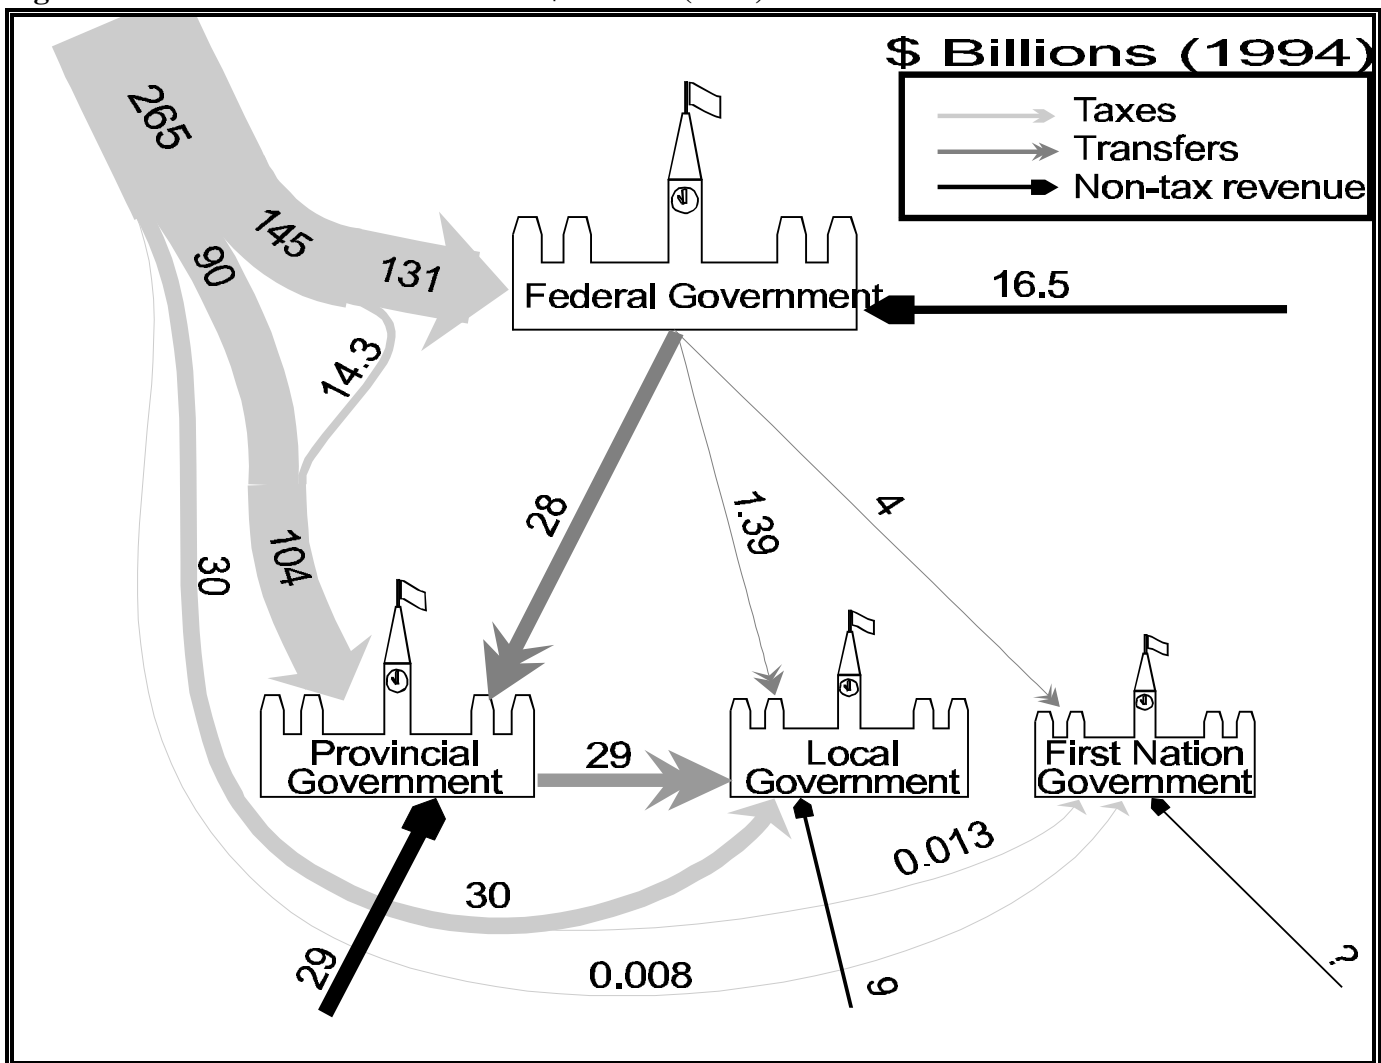 $ Billions (1994)
Taxes
Transfers
Non-tax revenue
265
145
131
90
14.3
Federal Government
16.5
28
1.39
4
30
104
Provincial
Government
29
Local
Government
First Nation
Government
0.013
30
29
0.008
9
?